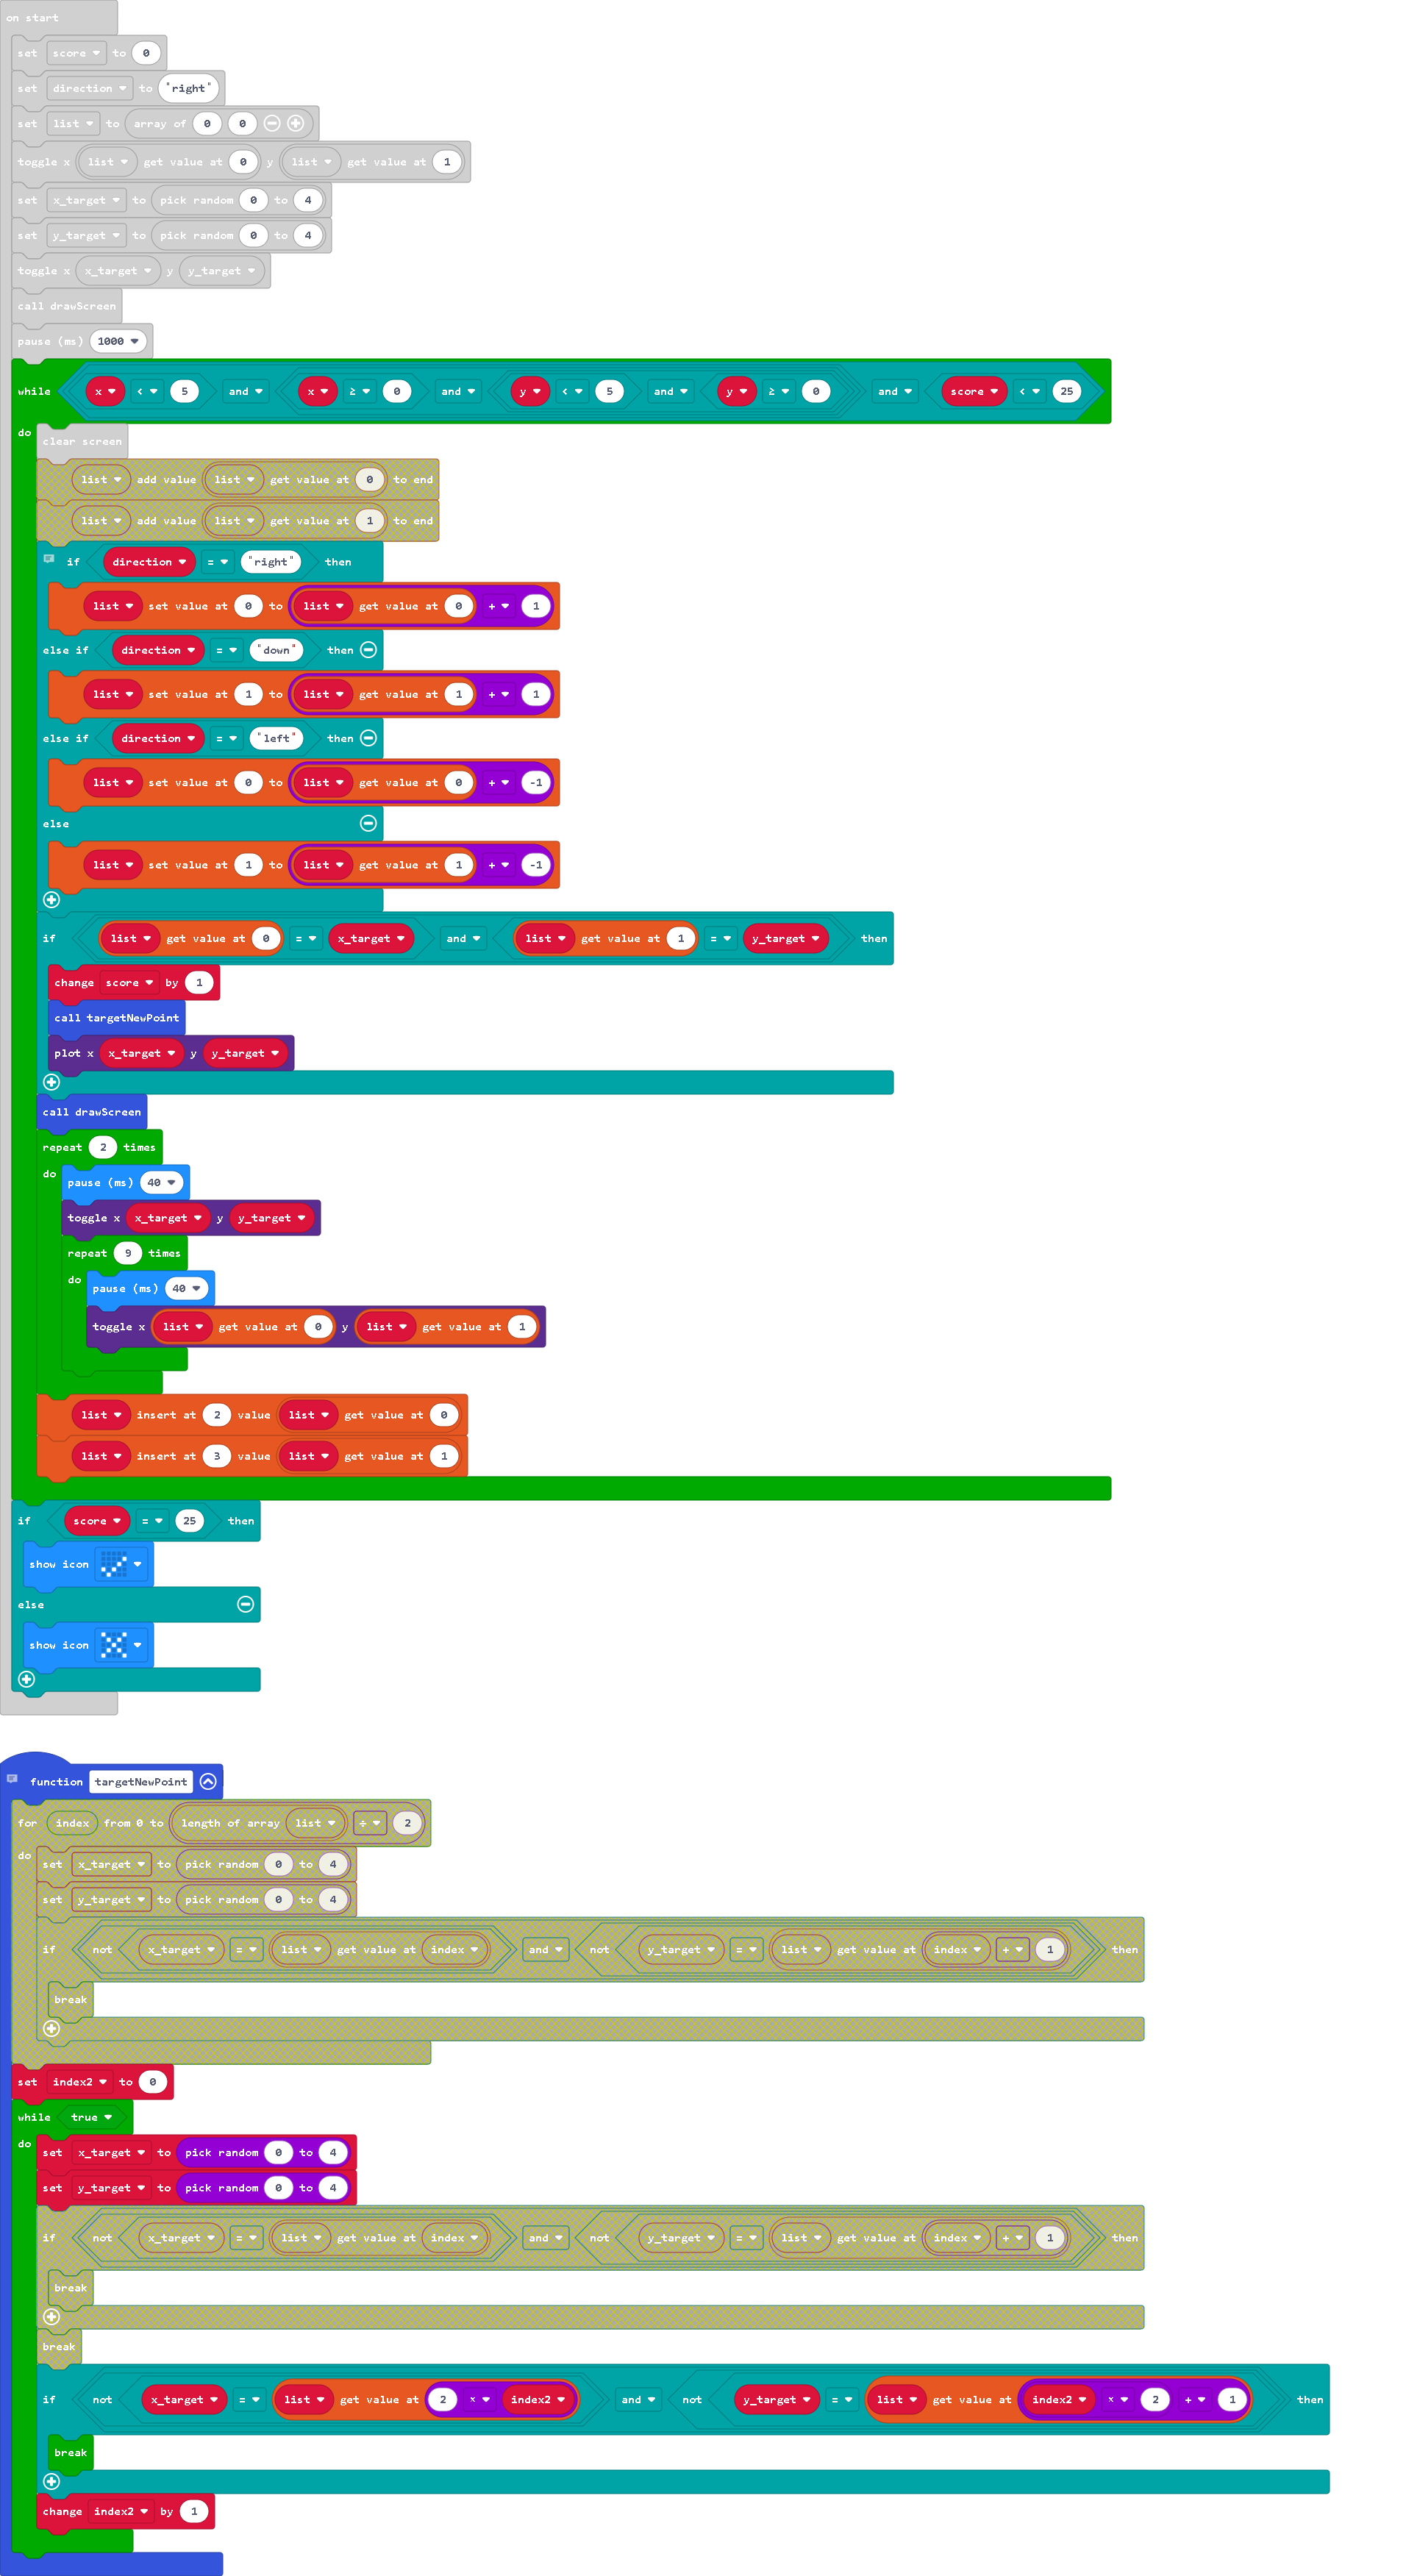 on start
set score to 0
set direction to "right"
set list to array of 0 0
toggle x list get value at 0 y list get value at 1
set x_target to pick random 0 to 4
set y_target to pick random 0 to 4
toggle x x_target y y_target
call drawScreen
pause (ms) 1000
while x < 5 and x ≥ 0 and y < 5 and y ≥ 0 and score < 25
do
clear screen
list add value list get value at 0 to end
list add value list get value at 1 to end
if direction = "right" then
list set value at 0 to list get value at 0 + 1
else if direction = "down" then
list set value at 1 to list get value at 1 + 1
else if direction = "left" then
list set value at 0 to list get value at 0 + -1
else
list set value at 1 to list get value at 1 + -1
if list get value at 0 = x_target and list get value at 1 = y_target then
change score by 1
call targetNewPoint
plot x x_target y y_target
call drawScreen
repeat 2 times
do
pause (ms) 40
toggle x x_target y y_target
repeat 9 times
do
pause (ms) 40
toggle x list get value at 0 y list get value at 1
list insert at 2 value list get value at 0
list insert at 3 value list get value at 1
if score = 25 then
show icon
else
show icon
function targetNewPoint
for index from 0 to length of array list ÷ 2
do
set x_target to pick random 0 to 4
set y_target to pick random 0 to 4
if not x_target = list get value at index and not y_target = list get value at index + 1 then
break
set index2 to 0
while true
do
set x_target to pick random 0 to 4
set y_target to pick random 0 to 4
if not x_target = list get value at index and not y_target = list get value at index + 1 then
break
break
if not x_target = list get value at 2 × index2 and not y_target = list get value at index2 × 2 + 1 then
break
change index2 by 1